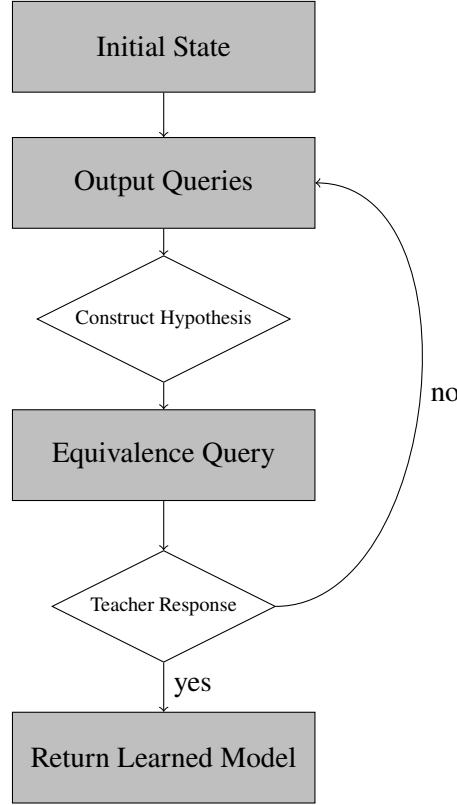 Initial State
Output Queries
Construct Hypothesis
no
Equivalence Query
Teacher Response
yes
Return Learned Model